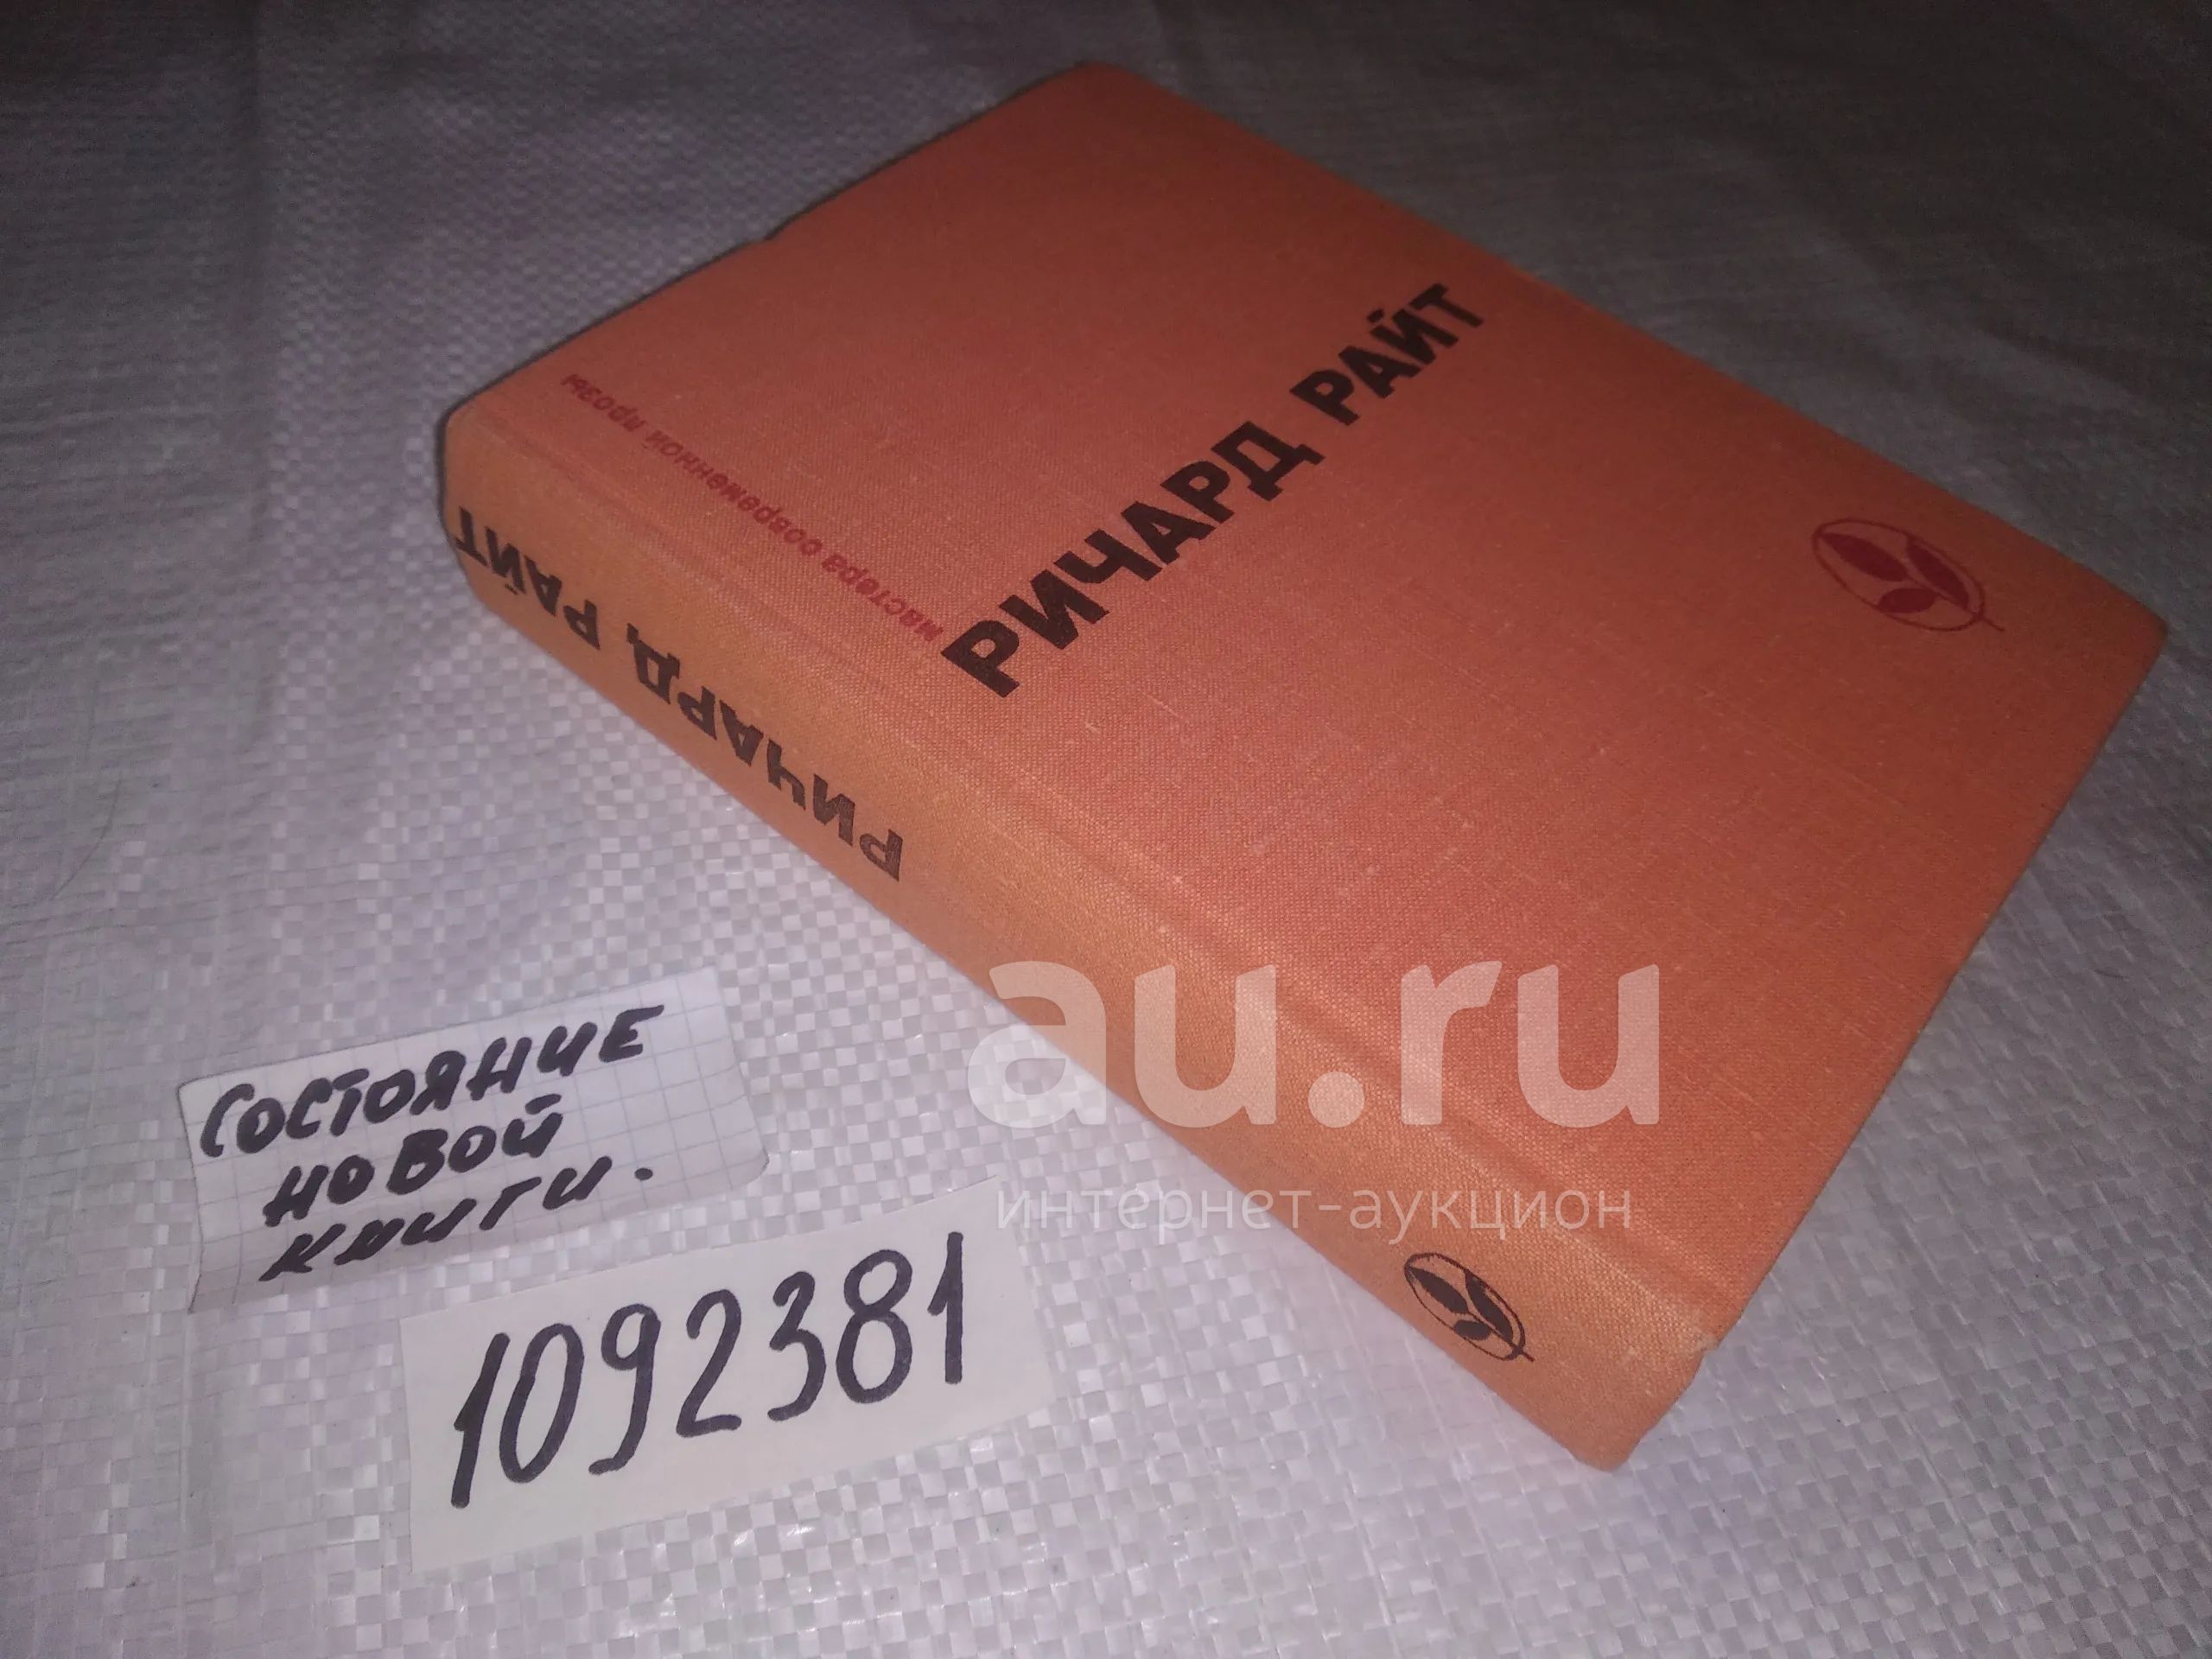 мастера современной прозы
РИЧАРД РАЙТ
РИЧАРД РАЙТ
au.ru
интернет-аукцион
СОСТОЯНИЕ
НОВОЙ
КНИГИ.
1092381